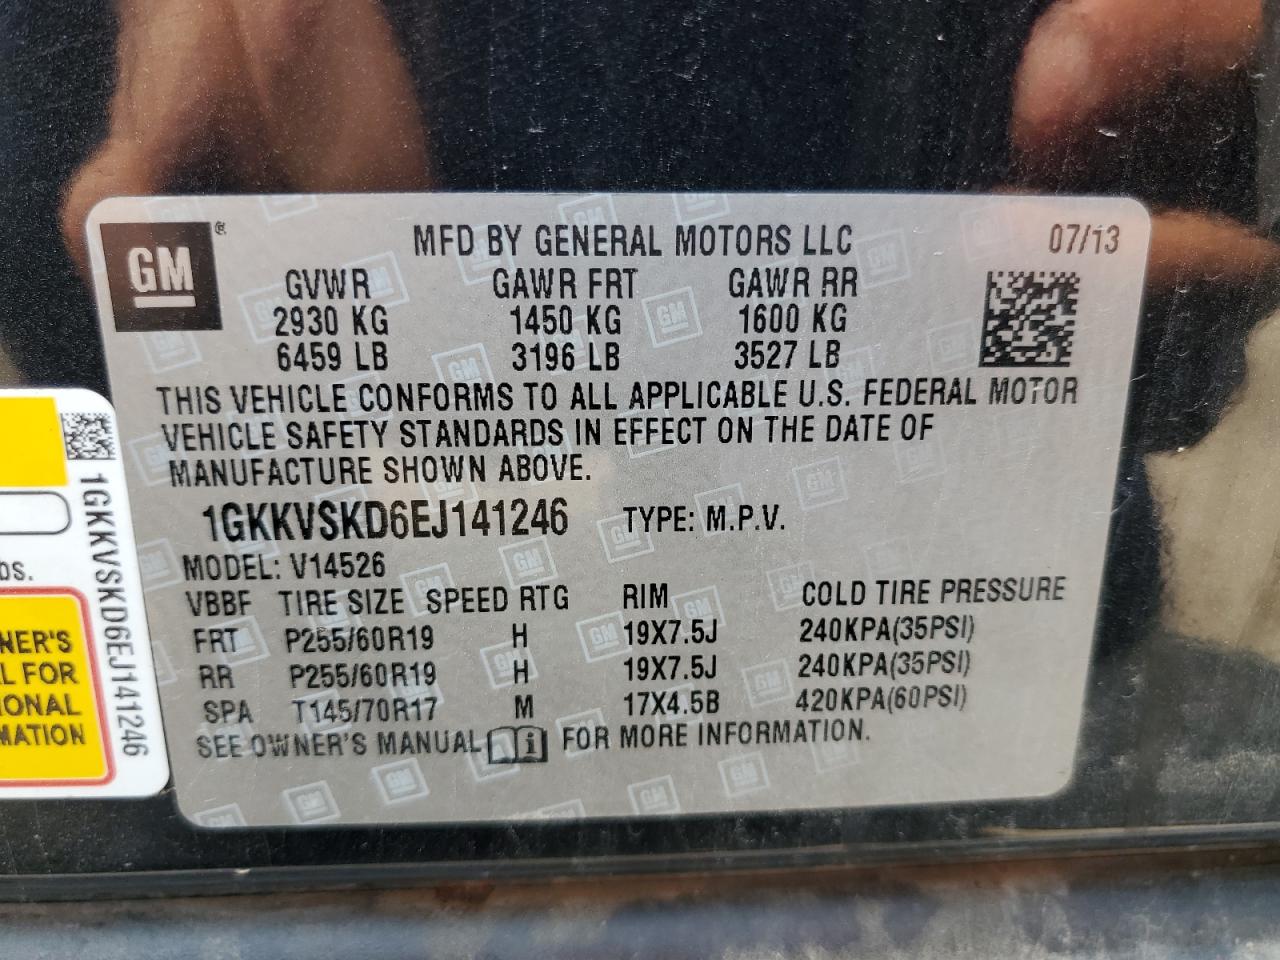 GM ®
MFD BY GENERAL MOTORS LLC 07/13
GVWR GAWR FRT GAWR RR
2930 KG 1450 KG 1600 KG
6459 LB 3196 LB 3527 LB
THIS VEHICLE CONFORMS TO ALL APPLICABLE U.S. FEDERAL MOTOR
VEHICLE SAFETY STANDARDS IN EFFECT ON THE DATE OF
MANUFACTURE SHOWN ABOVE.
1GKKVSKD6EJ141246 TYPE: M.P.V.
MODEL: V14526
VBBF TIRE SIZE SPEED RTG RIM COLD TIRE PRESSURE
FRT P255/60R19 H 19X7.5J 240KPA(35PSI)
RR P255/60R19 H 19X7.5J 240KPA(35PSI)
SPA T145/70R17 M 17X4.5B 420KPA(60PSI)
SEE OWNER'S MANUAL i FOR MORE INFORMATION.
1GKKVSKD6EJ141246
bs.
NER'S
L FOR
IONAL
MATION